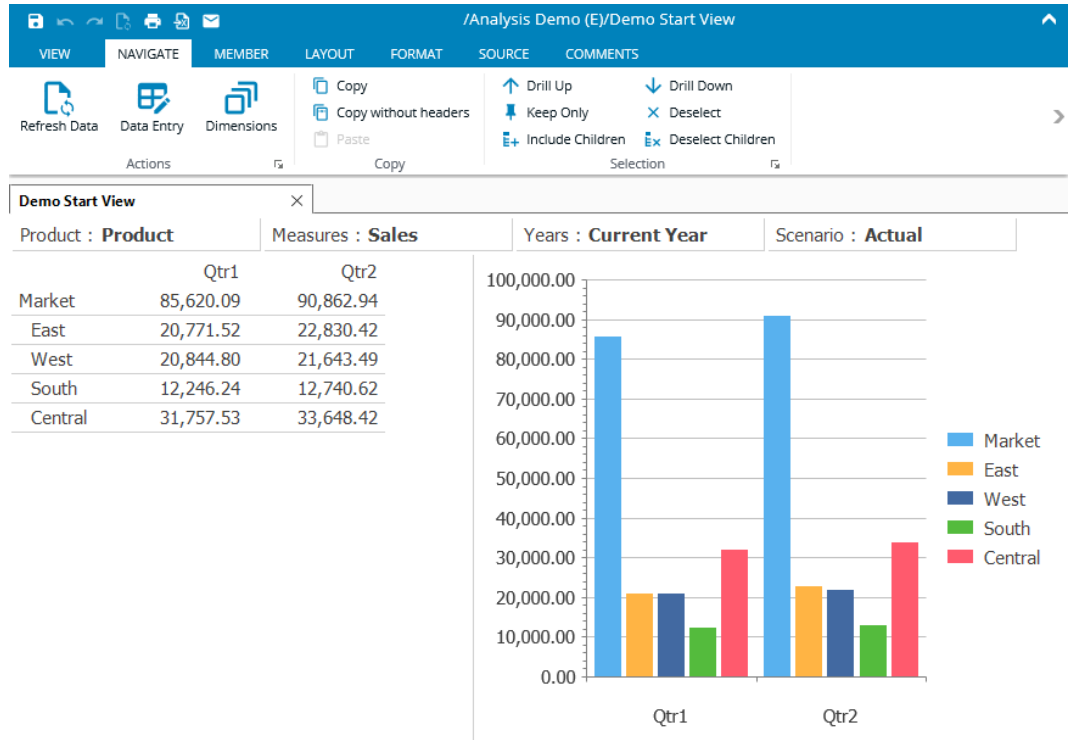 /Analysis Demo (E)/Demo Start View
VIEW NAVIGATE MEMBER LAYOUT FORMAT SOURCE COMMENTS
Refresh Data Data Entry Dimensions
Actions
Copy
Copy without headers
Paste
Copy
Drill Up Drill Down
Keep Only Deselect
Include Children Deselect Children
Selection
Demo Start View
Product : Product Measures : Sales Years : Current Year Scenario : Actual
Qtr1 Qtr2
Market 85,620.09 90,862.94
East 20,771.52 22,830.42
West 20,844.80 21,643.49
South 12,246.24 12,740.62
Central 31,757.53 33,648.42
100,000.00
90,000.00
80,000.00
70,000.00
60,000.00
50,000.00
40,000.00
30,000.00
20,000.00
10,000.00
0.00
Qtr1 Qtr2
Market
East
West
South
Central